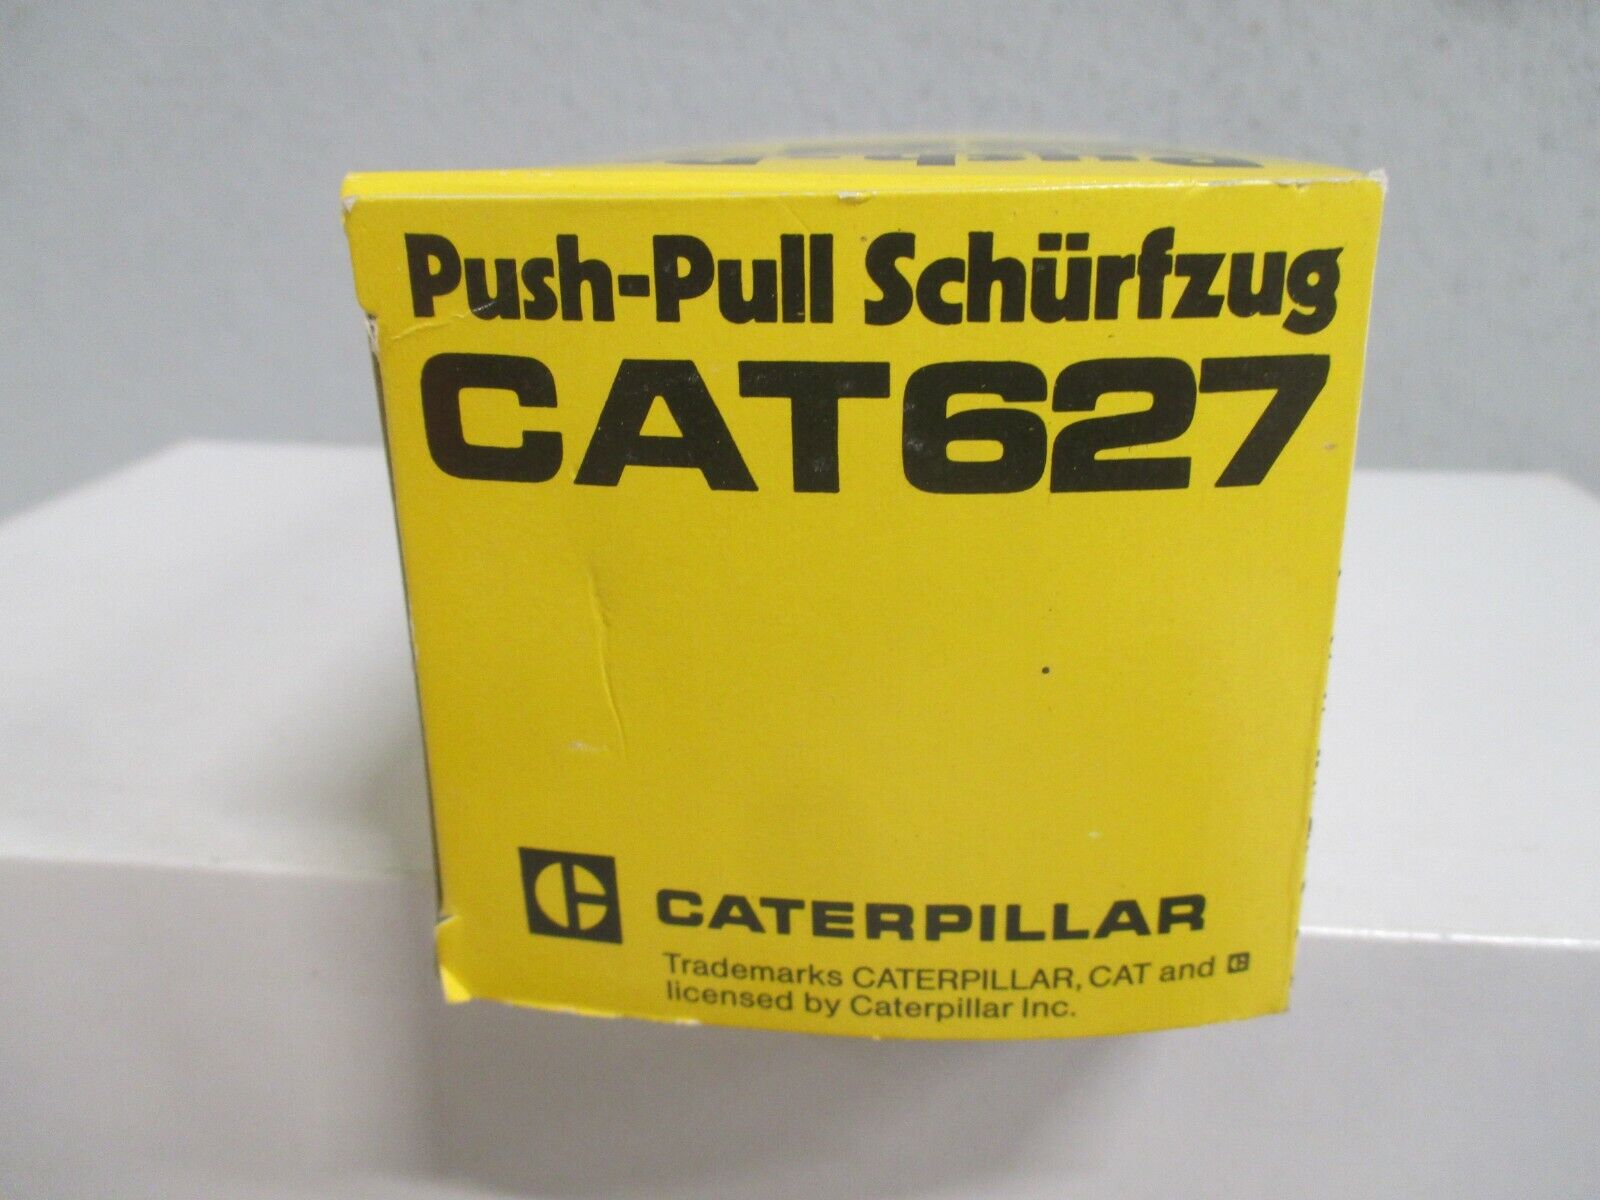 Push-Pull Schürfzug
CAT627
CATERPILLAR
Trademarks CATERPILLAR, CAT and
licensed by Caterpillar Inc.